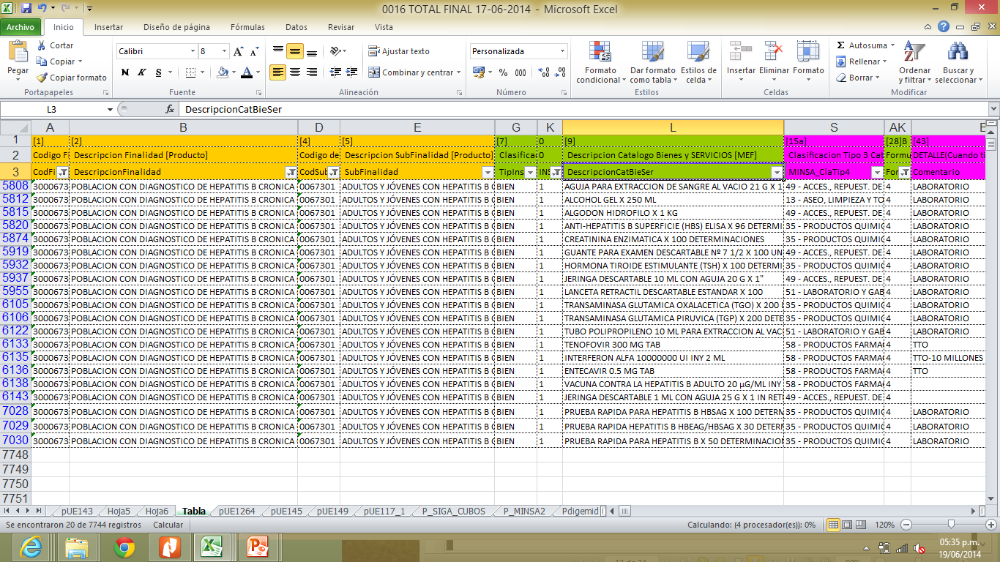 0016 TOTAL FINAL 17-06-2014 - Microsoft Excel
Archivo Inicio Insertar Diseño de página Fórmulas Datos Revisar Vista
Pegar Cortar Copiar Copiar formato
Calibri 8 N K S
Ajustar texto Combinar y centrar
Personalizada % 000
Formato condicional Dar formato como tabla Estilos de celda
Insertar Eliminar Formato
Autosuma Rellenar Borrar
Ordenar y filtrar Buscar y seleccionar
Portapapeles Fuente Alineación Número Estilos Celdas Modificar
L3 fx DescripcionCatBieSer
A B D E G K L S AK
1 [1] [2] [4] [5] [7] 0 [9] [15a] [28]B [43]
2 Codigo F Descripcion Finalidad [Producto] Codigo de Descripcion SubFinalidad [Producto] Clasifica 0 Descripcion Catalogo Bienes y SERVICIOS [MEF] Clasificacion Tipo 3 Cat Formu DETALLE(Cuando ti
3 CodFi DescripcionFinalidad CodSub SubFinalidad TipIns INS DescripcionCatBieSer MINSA_ClaTip4 For Comentario
5808 3000673 POBLACION CON DIAGNOSTICO DE HEPATITIS B CRONICA 0067301 ADULTOS Y JÓVENES CON HEPATITIS B BIEN 1 AGUJA PARA EXTRACCION DE SANGRE AL VACIO 21 G X 1 49 - ACCES., REPUEST. DE 4 LABORATORIO
5812 3000673 POBLACION CON DIAGNOSTICO DE HEPATITIS B CRONICA 0067301 ADULTOS Y JÓVENES CON HEPATITIS B BIEN 1 ALCOHOL GEL X 250 ML 13 - ASEO, LIMPIEZA Y TO 4 LABORATORIO
5815 3000673 POBLACION CON DIAGNOSTICO DE HEPATITIS B CRONICA 0067301 ADULTOS Y JÓVENES CON HEPATITIS B BIEN 1 ALGODON HIDROFILO X 1 KG 49 - ACCES., REPUEST. DE 4 LABORATORIO
5820 3000673 POBLACION CON DIAGNOSTICO DE HEPATITIS B CRONICA 0067301 ADULTOS Y JÓVENES CON HEPATITIS B BIEN 1 ANTI-HEPATITIS B SUPERFICIE (HBS) ELISA X 96 DETERMI 35 - PRODUCTOS QUIMI 4 LABORATORIO
5874 3000673 POBLACION CON DIAGNOSTICO DE HEPATITIS B CRONICA 0067301 ADULTOS Y JÓVENES CON HEPATITIS B BIEN 1 CREATININA ENZIMATICA X 100 DETERMINACIONES 35 - PRODUCTOS QUIMI 4 LABORATORIO
5919 3000673 POBLACION CON DIAGNOSTICO DE HEPATITIS B CRONICA 0067301 ADULTOS Y JÓVENES CON HEPATITIS B BIEN 1 GUANTE PARA EXAMEN DESCARTABLE Nº 7 1/2 X 100 UN 49 - ACCES., REPUEST. DE 4 LABORATORIO
5932 3000673 POBLACION CON DIAGNOSTICO DE HEPATITIS B CRONICA 0067301 ADULTOS Y JÓVENES CON HEPATITIS B BIEN 1 HORMONA TIROIDE ESTIMULANTE (TSH) X 100 DETERMI 35 - PRODUCTOS QUIMI 4 LABORATORIO
5937 3000673 POBLACION CON DIAGNOSTICO DE HEPATITIS B CRONICA 0067301 ADULTOS Y JÓVENES CON HEPATITIS B BIEN 1 JERINGA DESCARTABLE 10 ML CON AGUJA 20 G X 1" 49 - ACCES., REPUEST. DE 4 LABORATORIO
5955 3000673 POBLACION CON DIAGNOSTICO DE HEPATITIS B CRONICA 0067301 ADULTOS Y JÓVENES CON HEPATITIS B BIEN 1 LANCETA RETRACTIL DESCARTABLE ESTANDAR X 100 51 - LABORATORIO Y GAB 4 LABORATORIO
6105 3000673 POBLACION CON DIAGNOSTICO DE HEPATITIS B CRONICA 0067301 ADULTOS Y JÓVENES CON HEPATITIS B BIEN 1 TRANSAMINASA GLUTAMICA OXALACETICA (TGO) X 200 35 - PRODUCTOS QUIMI 4 LABORATORIO
6106 3000673 POBLACION CON DIAGNOSTICO DE HEPATITIS B CRONICA 0067301 ADULTOS Y JÓVENES CON HEPATITIS B BIEN 1 TRANSAMINASA GLUTAMICA PIRUVICA (TGP) X 200 DETE 35 - PRODUCTOS QUIMI 4 LABORATORIO
6122 3000673 POBLACION CON DIAGNOSTICO DE HEPATITIS B CRONICA 0067301 ADULTOS Y JÓVENES CON HEPATITIS B BIEN 1 TUBO POLIPROPILENO 10 ML PARA EXTRACCION AL VAC 51 - LABORATORIO Y GAB 4 LABORATORIO
6133 3000673 POBLACION CON DIAGNOSTICO DE HEPATITIS B CRONICA 0067301 ADULTOS Y JÓVENES CON HEPATITIS B BIEN 1 TENOFOVIR 300 MG TAB 58 - PRODUCTOS FARMA 4 TTO
6135 3000673 POBLACION CON DIAGNOSTICO DE HEPATITIS B CRONICA 0067301 ADULTOS Y JÓVENES CON HEPATITIS B BIEN 1 INTERFERON ALFA 10000000 UI INY 2 ML 58 - PRODUCTOS FARMA 4 TTO-10 MILLONES
6136 3000673 POBLACION CON DIAGNOSTICO DE HEPATITIS B CRONICA 0067301 ADULTOS Y JÓVENES CON HEPATITIS B BIEN 1 ENTECAVIR 0.5 MG TAB 58 - PRODUCTOS FARMA 4 TTO
6138 3000673 POBLACION CON DIAGNOSTICO DE HEPATITIS B CRONICA 0067301 ADULTOS Y JÓVENES CON HEPATITIS B BIEN 1 VACUNA CONTRA LA HEPATITIS B ADULTO 20 µG/ML INY 58 - PRODUCTOS FARMA 4
6143 3000673 POBLACION CON DIAGNOSTICO DE HEPATITIS B CRONICA 0067301 ADULTOS Y JÓVENES CON HEPATITIS B BIEN 1 JERINGA DESCARTABLE 1 ML CON AGUJA 25 G X 1 IN RET 49 - ACCES., REPUEST. DE 4
7028 3000673 POBLACION CON DIAGNOSTICO DE HEPATITIS B CRONICA 0067301 ADULTOS Y JÓVENES CON HEPATITIS B BIEN 1 PRUEBA RAPIDA PARA HEPATITIS B HBSAG X 100 DETERM 35 - PRODUCTOS QUIMI 4 LABORATORIO
7029 3000673 POBLACION CON DIAGNOSTICO DE HEPATITIS B CRONICA 0067301 ADULTOS Y JÓVENES CON HEPATITIS B BIEN 1 PRUEBA RAPIDA HEPATITIS B HBEAG/HBSAG X 30 DETERM 35 - PRODUCTOS QUIMI 4 LABORATORIO
7030 3000673 POBLACION CON DIAGNOSTICO DE HEPATITIS B CRONICA 0067301 ADULTOS Y JÓVENES CON HEPATITIS B BIEN 1 PRUEBA RAPIDA PARA HEPATITIS B X 50 DETERMINACION 35 - PRODUCTOS QUIMI 4 LABORATORIO
7748
7749
7750
7751
pUE143 Hoja5 Hoja6 Tabla pUE1264 pUE145 pUE149 pUE117_1 P_SIGA_CUBOS P_MINSA2 Pdigemid
Se encontraron 20 de 7744 registros Calcular Calculando: (4 procesador(es)): 0% 120%
05:35 p.m.
19/06/2014